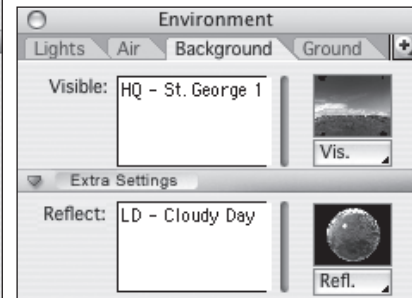 Environment
Lights Air Background Ground
Visible: HQ - St. George 1
Vis.
Extra Settings
Reflect: LD - Cloudy Day
Refl.